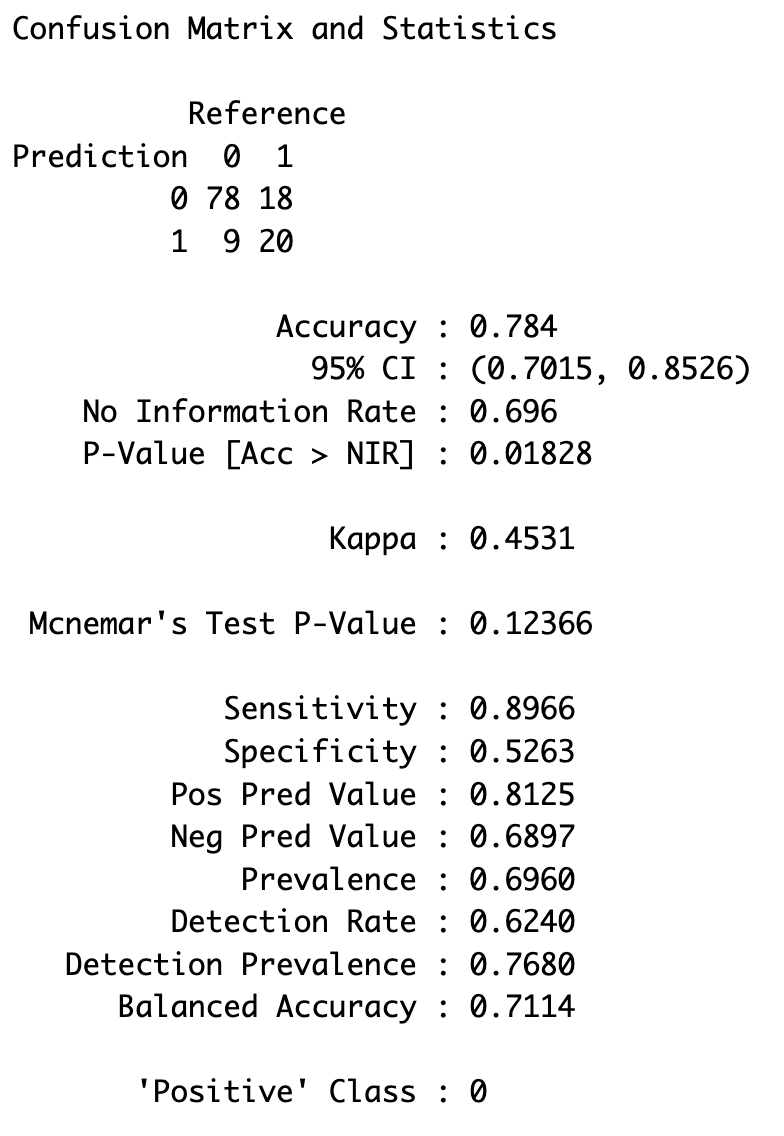 Confusion Matrix and Statistics
Reference
Prediction 0 1
0 78 18
1 9 20
Accuracy : 0.784
95% CI : (0.7015, 0.8526)
No Information Rate : 0.696
P-Value [Acc > NIR] : 0.01828
Kappa : 0.4531
Mcnemar's Test P-Value : 0.12366
Sensitivity : 0.8966
Specificity : 0.5263
Pos Pred Value : 0.8125
Neg Pred Value : 0.6897
Prevalence : 0.6960
Detection Rate : 0.6240
Detection Prevalence : 0.7680
Balanced Accuracy : 0.7114
'Positive' Class : 0